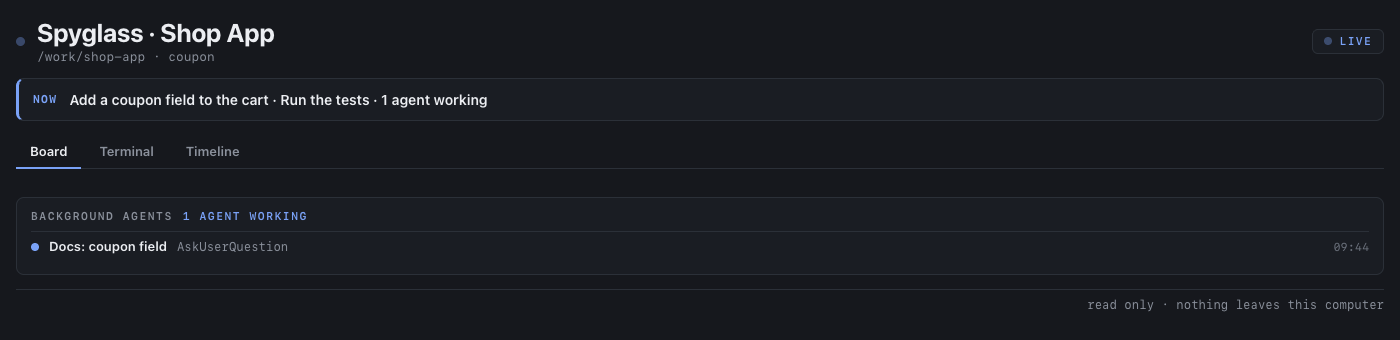 Spyglass · Shop App
/work/shop-app · coupon
LIVE
NOW Add a coupon field to the cart · Run the tests · 1 agent working
Board Terminal Timeline
BACKGROUND AGENTS 1 AGENT WORKING
Docs: coupon field AskUserQuestion 09:44
read only · nothing leaves this computer